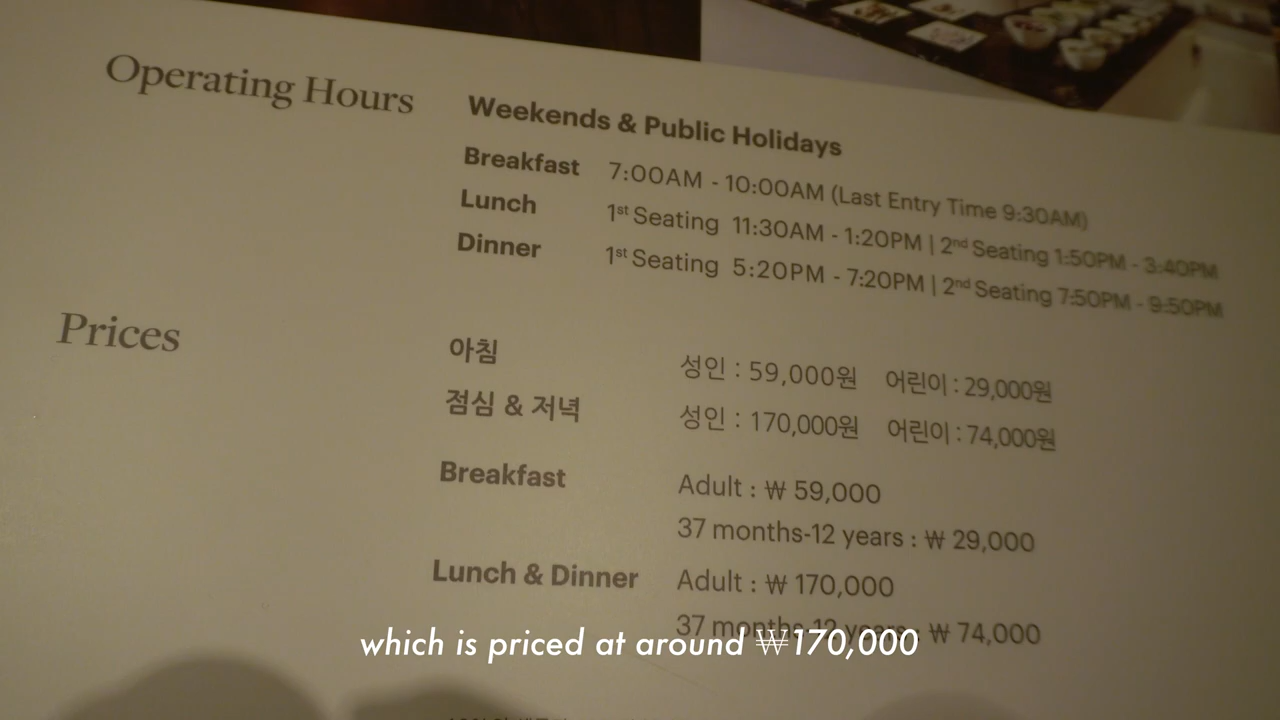 Operating Hours
Weekends & Public Holidays
Breakfast 7:00AM - 10:00AM (Last Entry Time 9:30AM)
Lunch 1st Seating 11:30AM - 1:20PM | 2nd Seating 1:50PM - 3:40PM
Dinner 1st Seating 5:20PM - 7:20PM | 2nd Seating 7:50PM - 9:50PM
Prices
아침 성인 : 59,000원 어린이 : 29,000원
점심 & 저녁 성인 : 170,000원 어린이 : 74,000원
Breakfast Adult : ₩ 59,000
37 months-12 years : ₩ 29,000
Lunch & Dinner Adult : ₩ 170,000
37 months-12 years : ₩ 74,000
which is priced at around ₩170,000